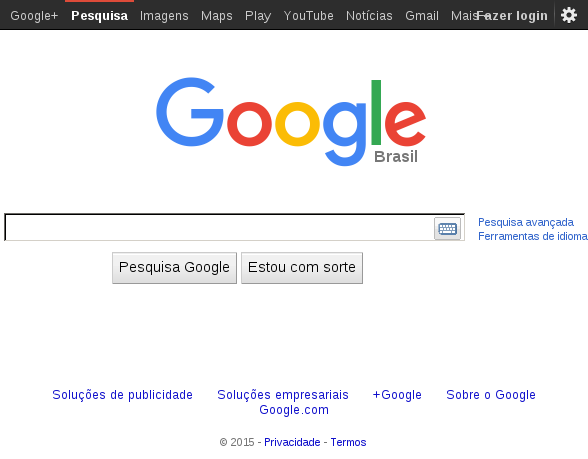 Google+ Pesquisa Imagens Maps Play YouTube Notícias Gmail Mais Fazer login
Google
Brasil
Pesquisa avançada
Ferramentas de idioma
Pesquisa Google Estou com sorte
Soluções de publicidade Soluções empresariais +Google Sobre o Google
Google.com
© 2015 - Privacidade - Termos